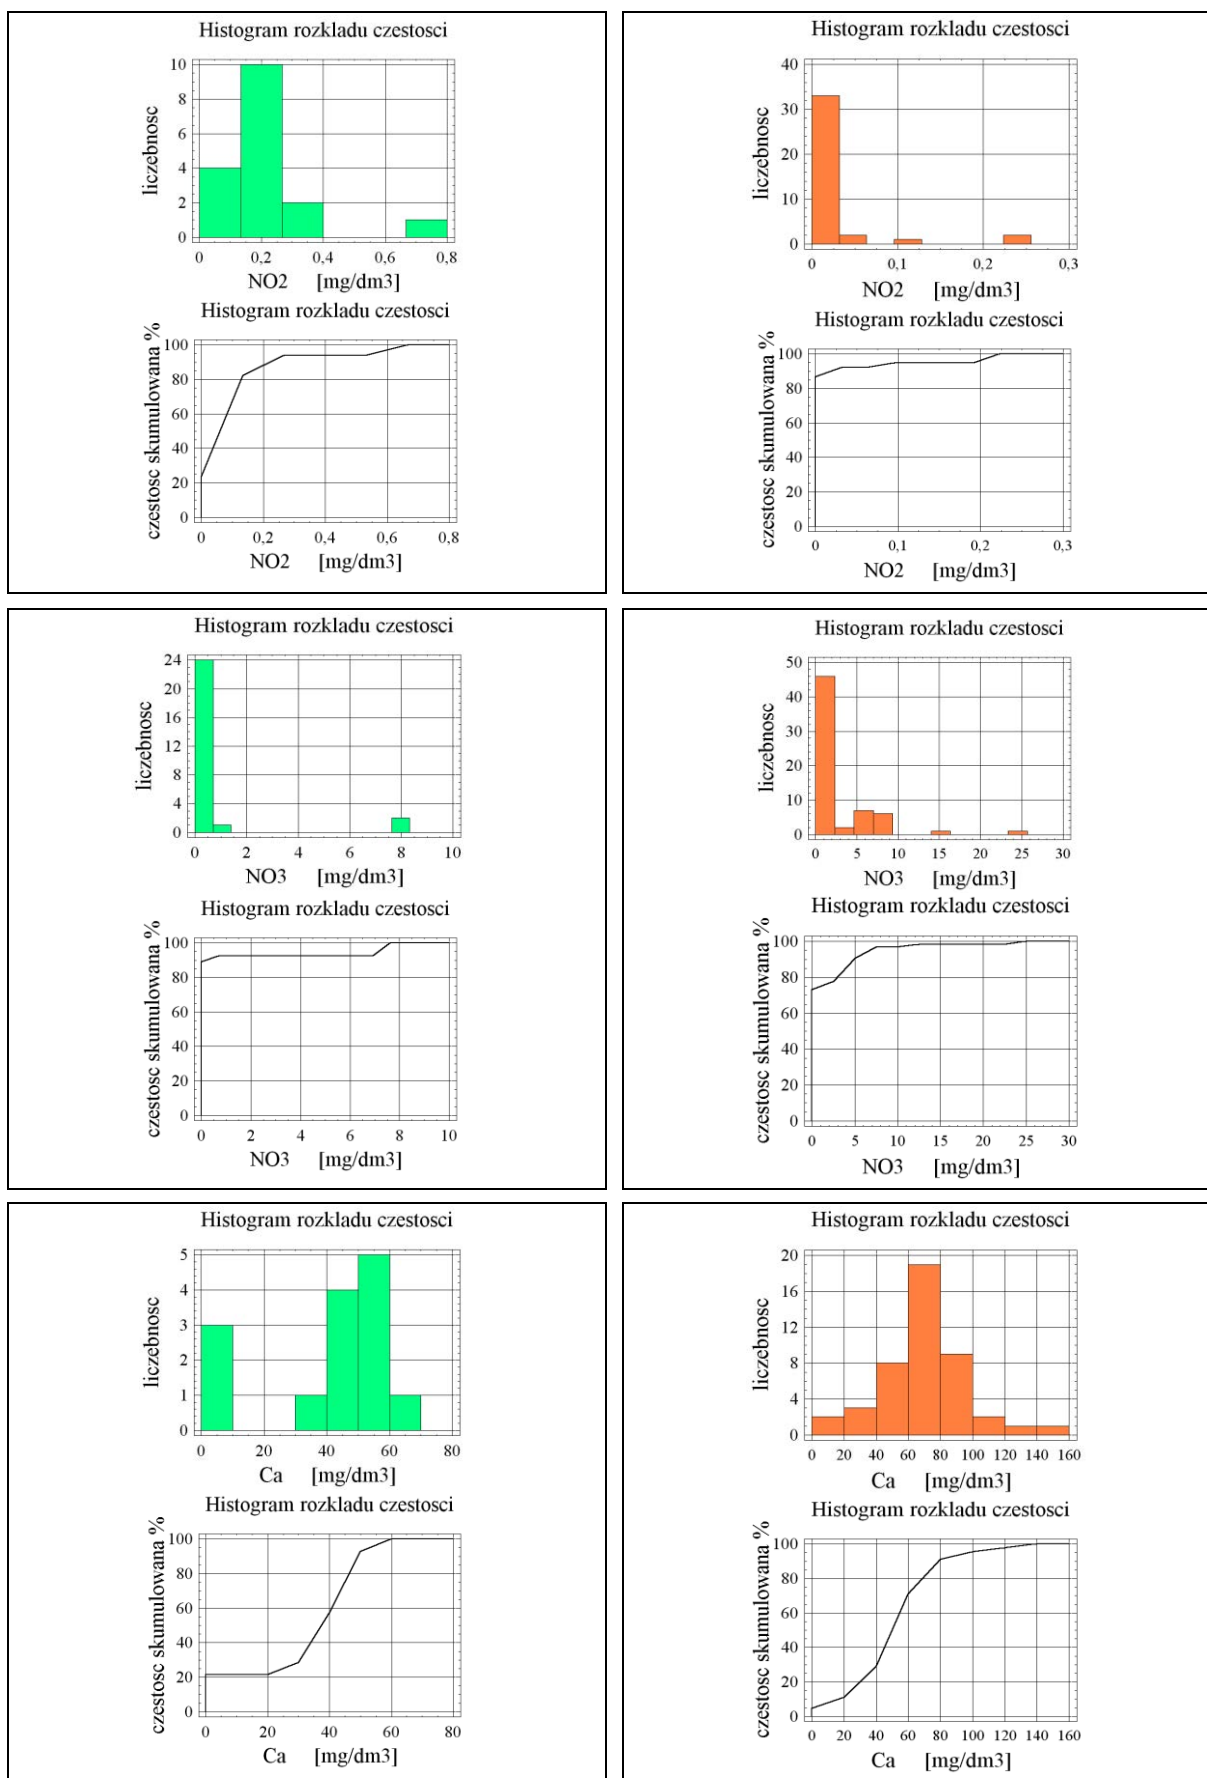 Histogram rozkladu czestosci
liczebnosc
10
8
6
4
2
0
0 0,2 0,4 0,6 0,8
NO2 [mg/dm3]
Histogram rozkladu czestosci
czestosc skumulowana %
100
80
60
40
20
0
0 0,2 0,4 0,6 0,8
NO2 [mg/dm3]
Histogram rozkladu czestosci
liczebnosc
40
30
20
10
0
0 0,1 0,2 0,3
NO2 [mg/dm3]
Histogram rozkladu czestosci
czestosc skumulowana %
100
80
60
40
20
0
0 0,1 0,2 0,3
NO2 [mg/dm3]
Histogram rozkladu czestosci
liczebnosc
24
20
16
12
8
4
0
0 2 4 6 8 10
NO3 [mg/dm3]
Histogram rozkladu czestosci
czestosc skumulowana %
100
80
60
40
20
0
0 2 4 6 8 10
NO3 [mg/dm3]
Histogram rozkladu czestosci
liczebnosc
50
40
30
20
10
0
0 5 10 15 20 25 30
NO3 [mg/dm3]
Histogram rozkladu czestosci
czestosc skumulowana %
100
80
60
40
20
0
0 5 10 15 20 25 30
NO3 [mg/dm3]
Histogram rozkladu czestosci
liczebnosc
5
4
3
2
1
0
0 20 40 60 80
Ca [mg/dm3]
Histogram rozkladu czestosci
czestosc skumulowana %
100
80
60
40
20
0
0 20 40 60 80
Ca [mg/dm3]
Histogram rozkladu czestosci
liczebnosc
20
16
12
8
4
0
0 20 40 60 80 100 120 140 160
Ca [mg/dm3]
Histogram rozkladu czestosci
czestosc skumulowana %
100
80
60
40
20
0
0 20 40 60 80 100 120 140 160
Ca [mg/dm3]